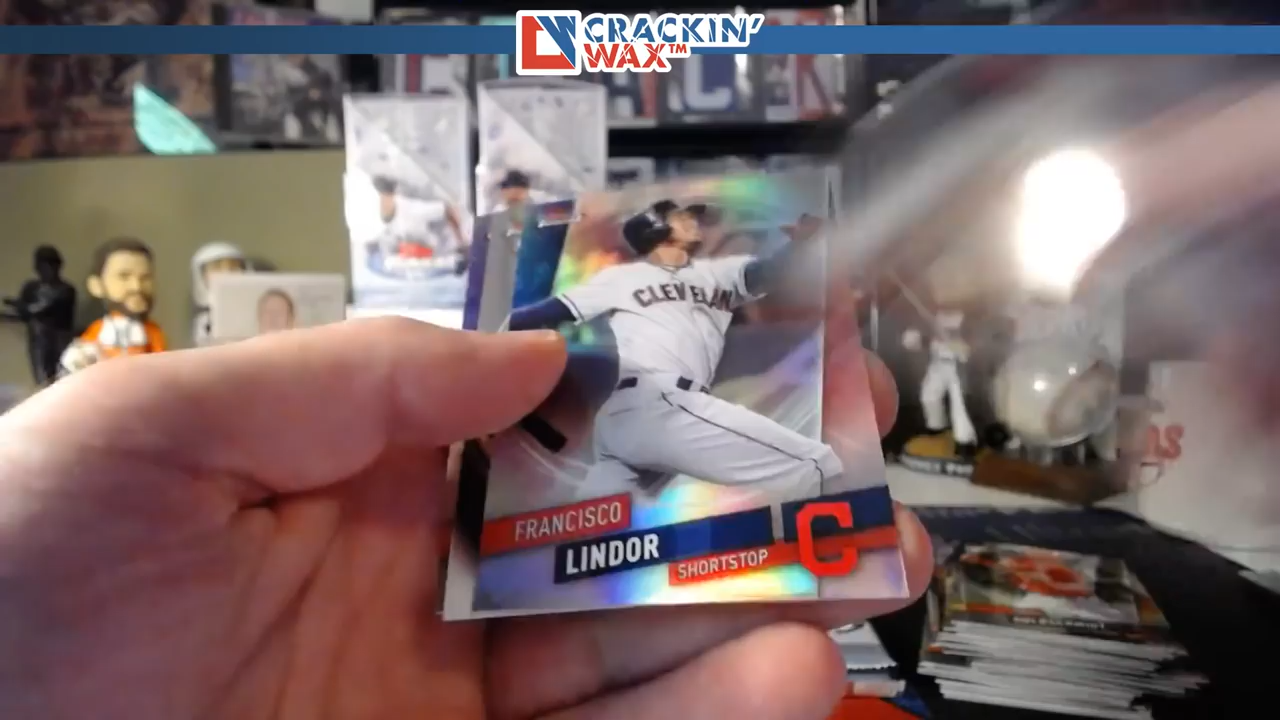 CRACKIN'
WAX™
CLEVELAN
FRANCISCO
LINDOR
SHORTSTOP
C